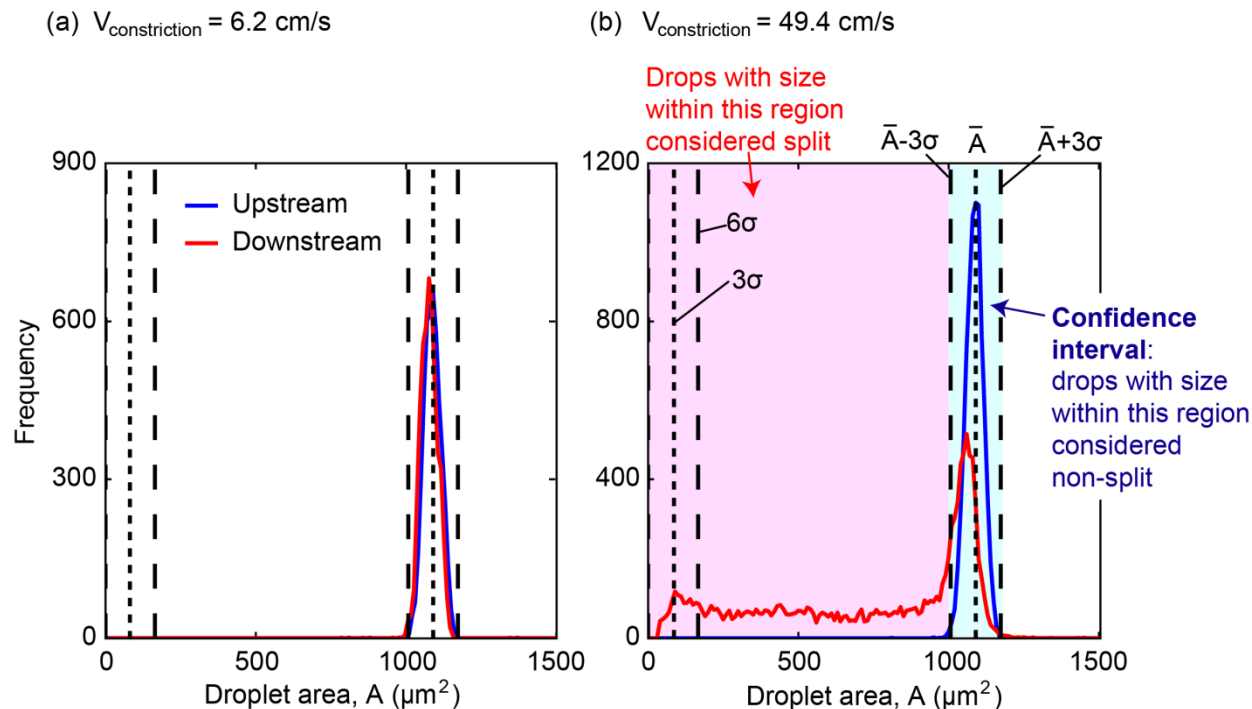 (a) V_constriction = 6.2 cm/s
900
600
300
0
Frequency
Upstream
Downstream
0 500 1000 1500
Droplet area, A (µm²)
(b) V_constriction = 49.4 cm/s
Drops with size
within this region
considered split
Ā-3σ Ā Ā+3σ
1200
800
400
0
6σ
3σ
Confidence
interval:
drops with size
within this region
considered
non-split
0 500 1000 1500
Droplet area, A (µm²)